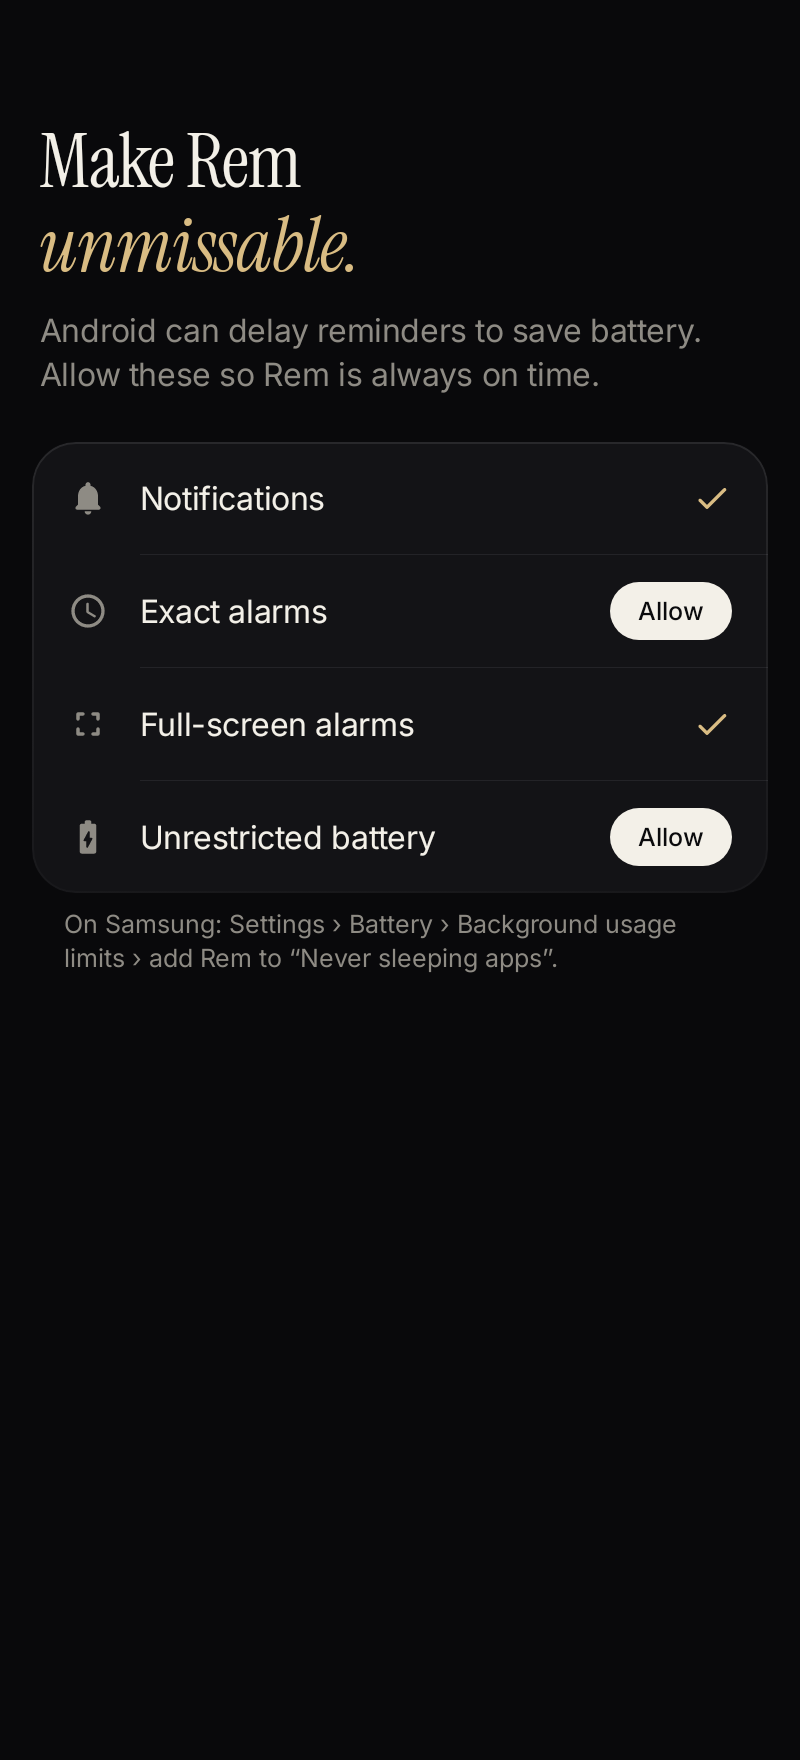 Make Rem
unmissable.
Android can delay reminders to save battery.
Allow these so Rem is always on time.
Notifications
Exact alarms
Allow
Full-screen alarms
Unrestricted battery
Allow
On Samsung: Settings › Battery › Background usage
limits › add Rem to “Never sleeping apps”.